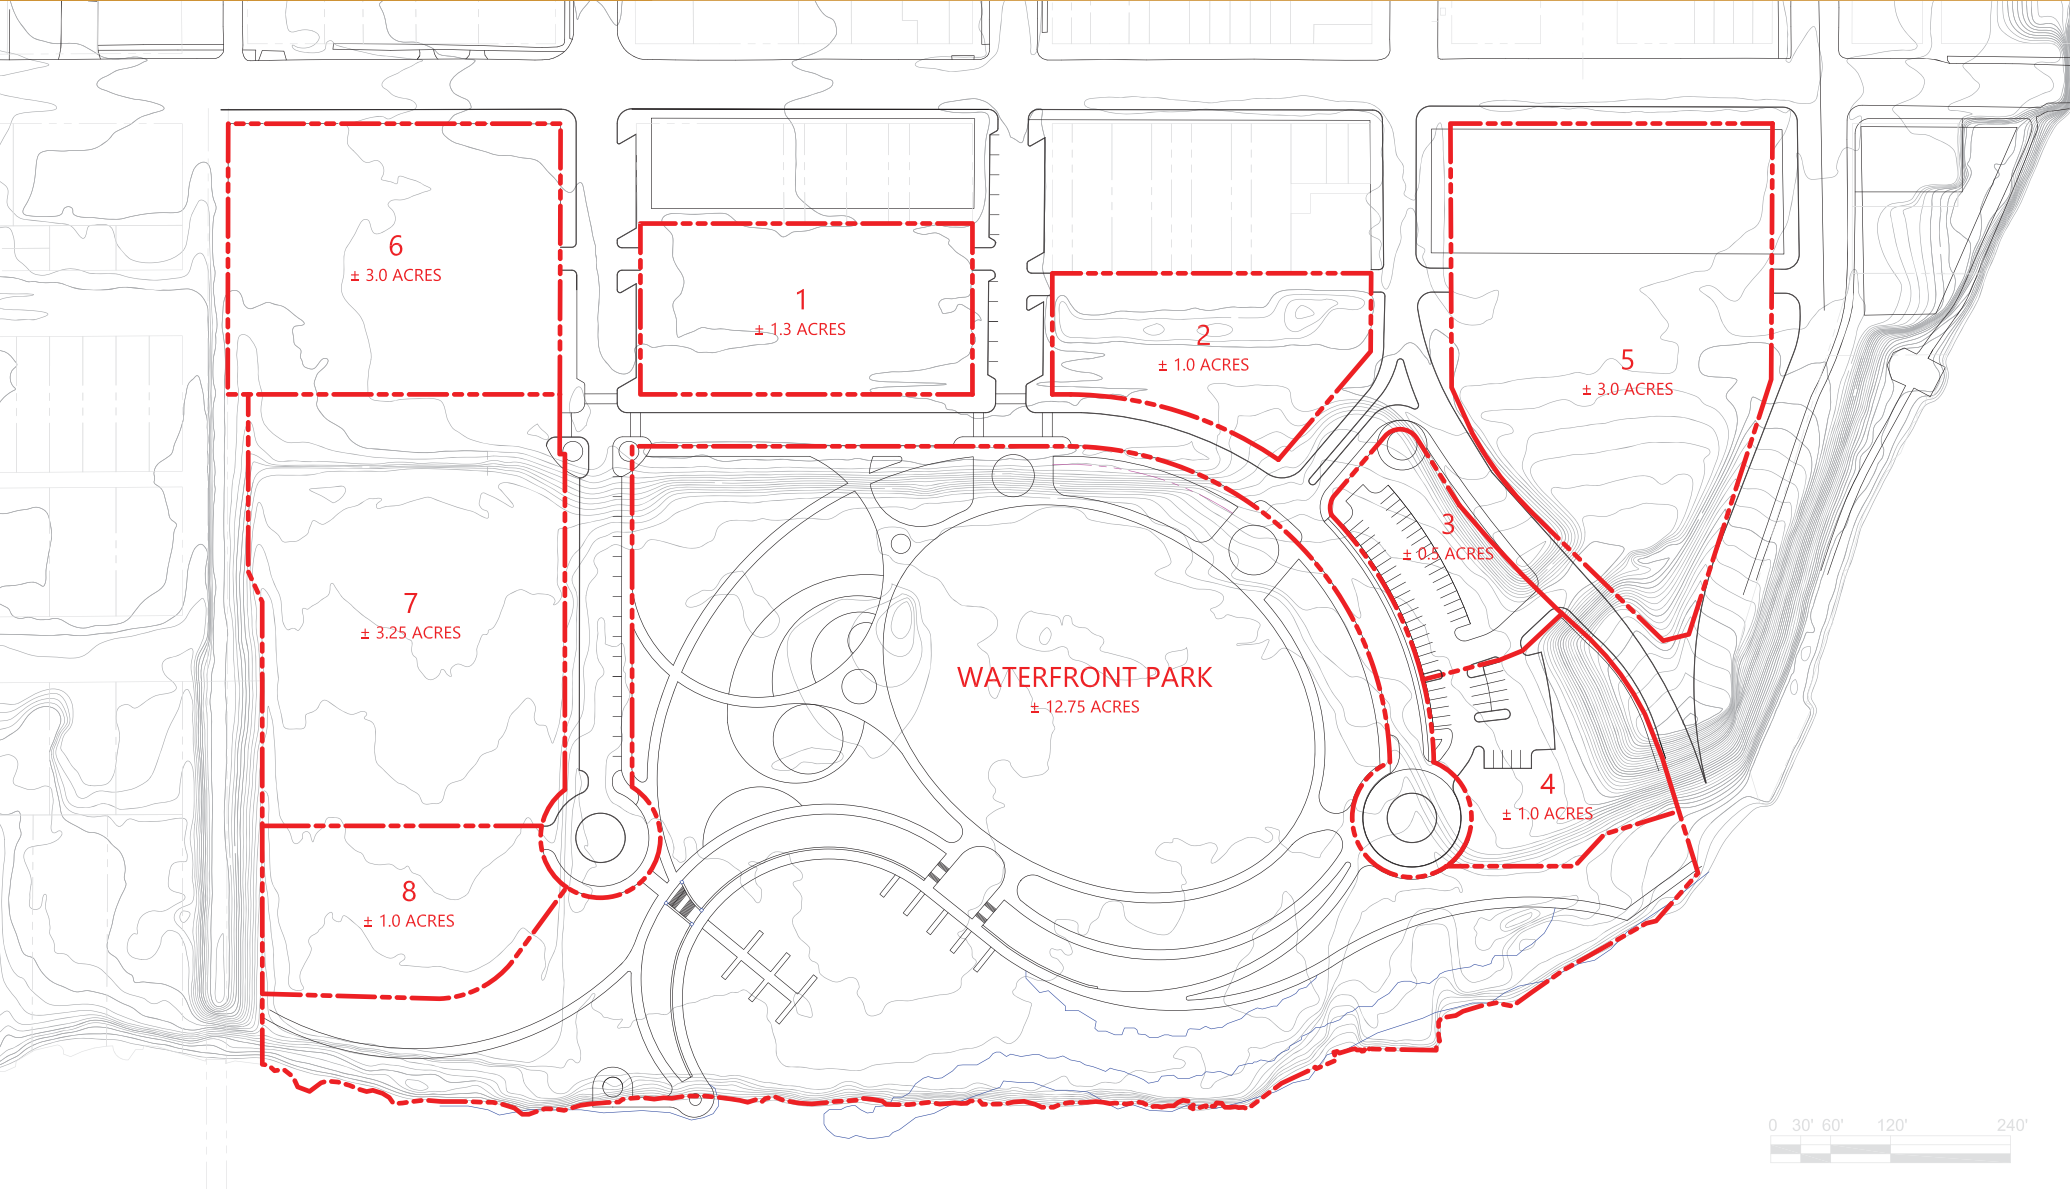 6
± 3.0 ACRES
1
± 1.3 ACRES
2
± 1.0 ACRES
5
± 3.0 ACRES
3
± 0.5 ACRES
7
± 3.25 ACRES
WATERFRONT PARK
± 12.75 ACRES
4
± 1.0 ACRES
8
± 1.0 ACRES
0 30' 60' 120' 240'